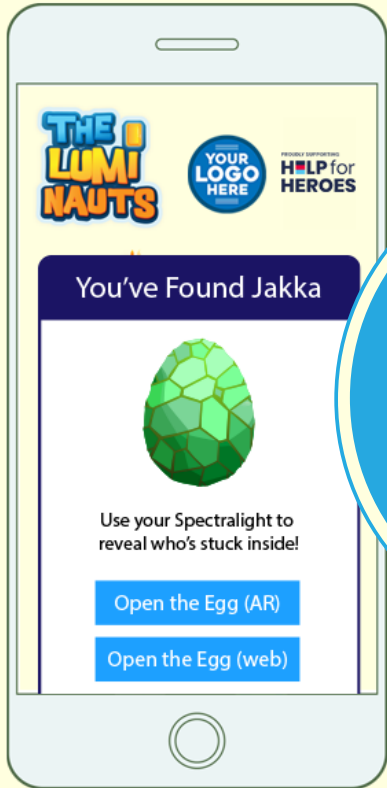 THE
LUMI
NAUTS
YOUR
LOGO
HERE
PROUDLY SUPPORTING
HELP for
HEROES
You've Found Jakka
Use your Spectralight to
reveal who's stuck inside!
Open the Egg (AR)
Open the Egg (web)